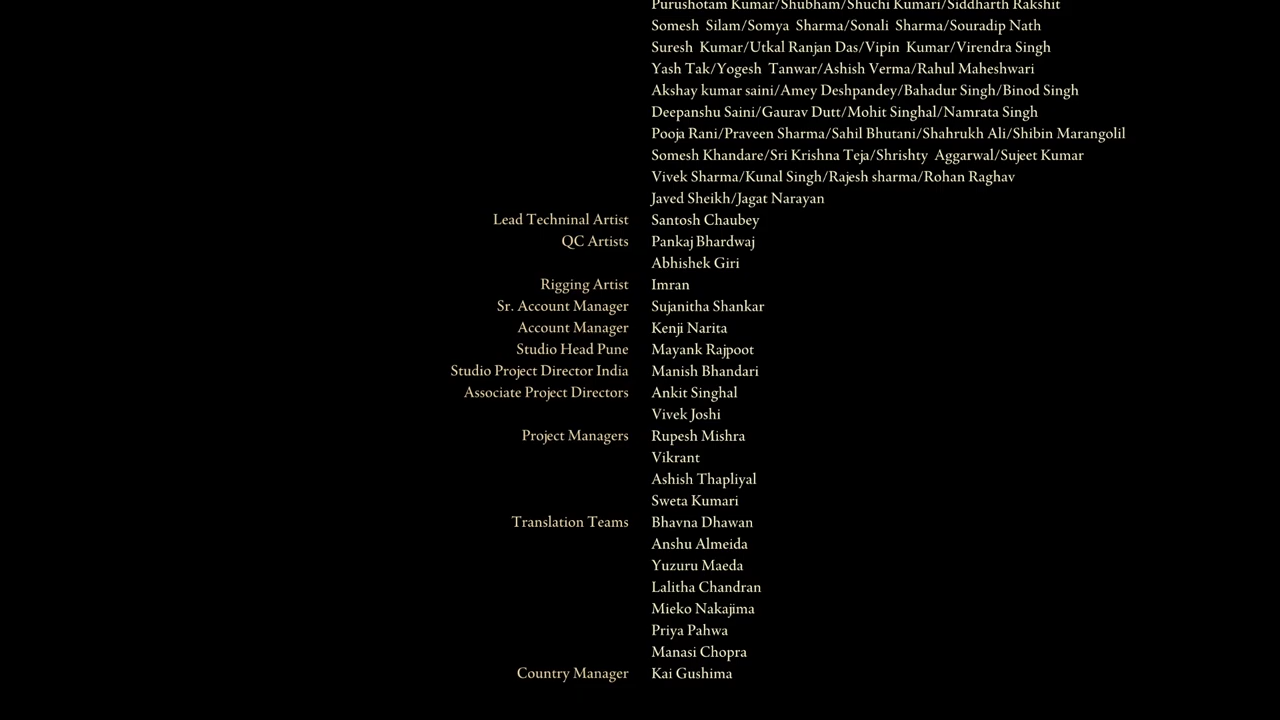 Purushotam Kumar/Shubham/Shuchi Kumari/Siddharth Rakshit
Somesh Silam/Somya Sharma/Sonali Sharma/Souradip Nath
Suresh Kumar/Utkal Ranjan Das/Vipin Kumar/Virendra Singh
Yash Tak/Yogesh Tanwar/Ashish Verma/Rahul Maheshwari
Akshay kumar saini/Amey Deshpandey/Bahadur Singh/Binod Singh
Deepanshu Saini/Gaurav Dutt/Mohit Singhal/Namrata Singh
Pooja Rani/Praveen Sharma/Sahil Bhutani/Shahrukh Ali/Shibin Marangolil
Somesh Khandare/Sri Krishna Teja/Shrishty Aggarwal/Sujeet Kumar
Vivek Sharma/Kunal Singh/Rajesh sharma/Rohan Raghav
Javed Sheikh/Jagat Narayan
Lead Techninal Artist Santosh Chaubey
QC Artists Pankaj Bhardwaj
Abhishek Giri
Rigging Artist Imran
Sr. Account Manager Sujanitha Shankar
Account Manager Kenji Narita
Studio Head Pune Mayank Rajpoot
Studio Project Director India Manish Bhandari
Associate Project Directors Ankit Singhal
Vivek Joshi
Project Managers Rupesh Mishra
Vikrant
Ashish Thapliyal
Sweta Kumari
Translation Teams Bhavna Dhawan
Anshu Almeida
Yuzuru Maeda
Lalitha Chandran
Mieko Nakajima
Priya Pahwa
Manasi Chopra
Country Manager Kai Gushima